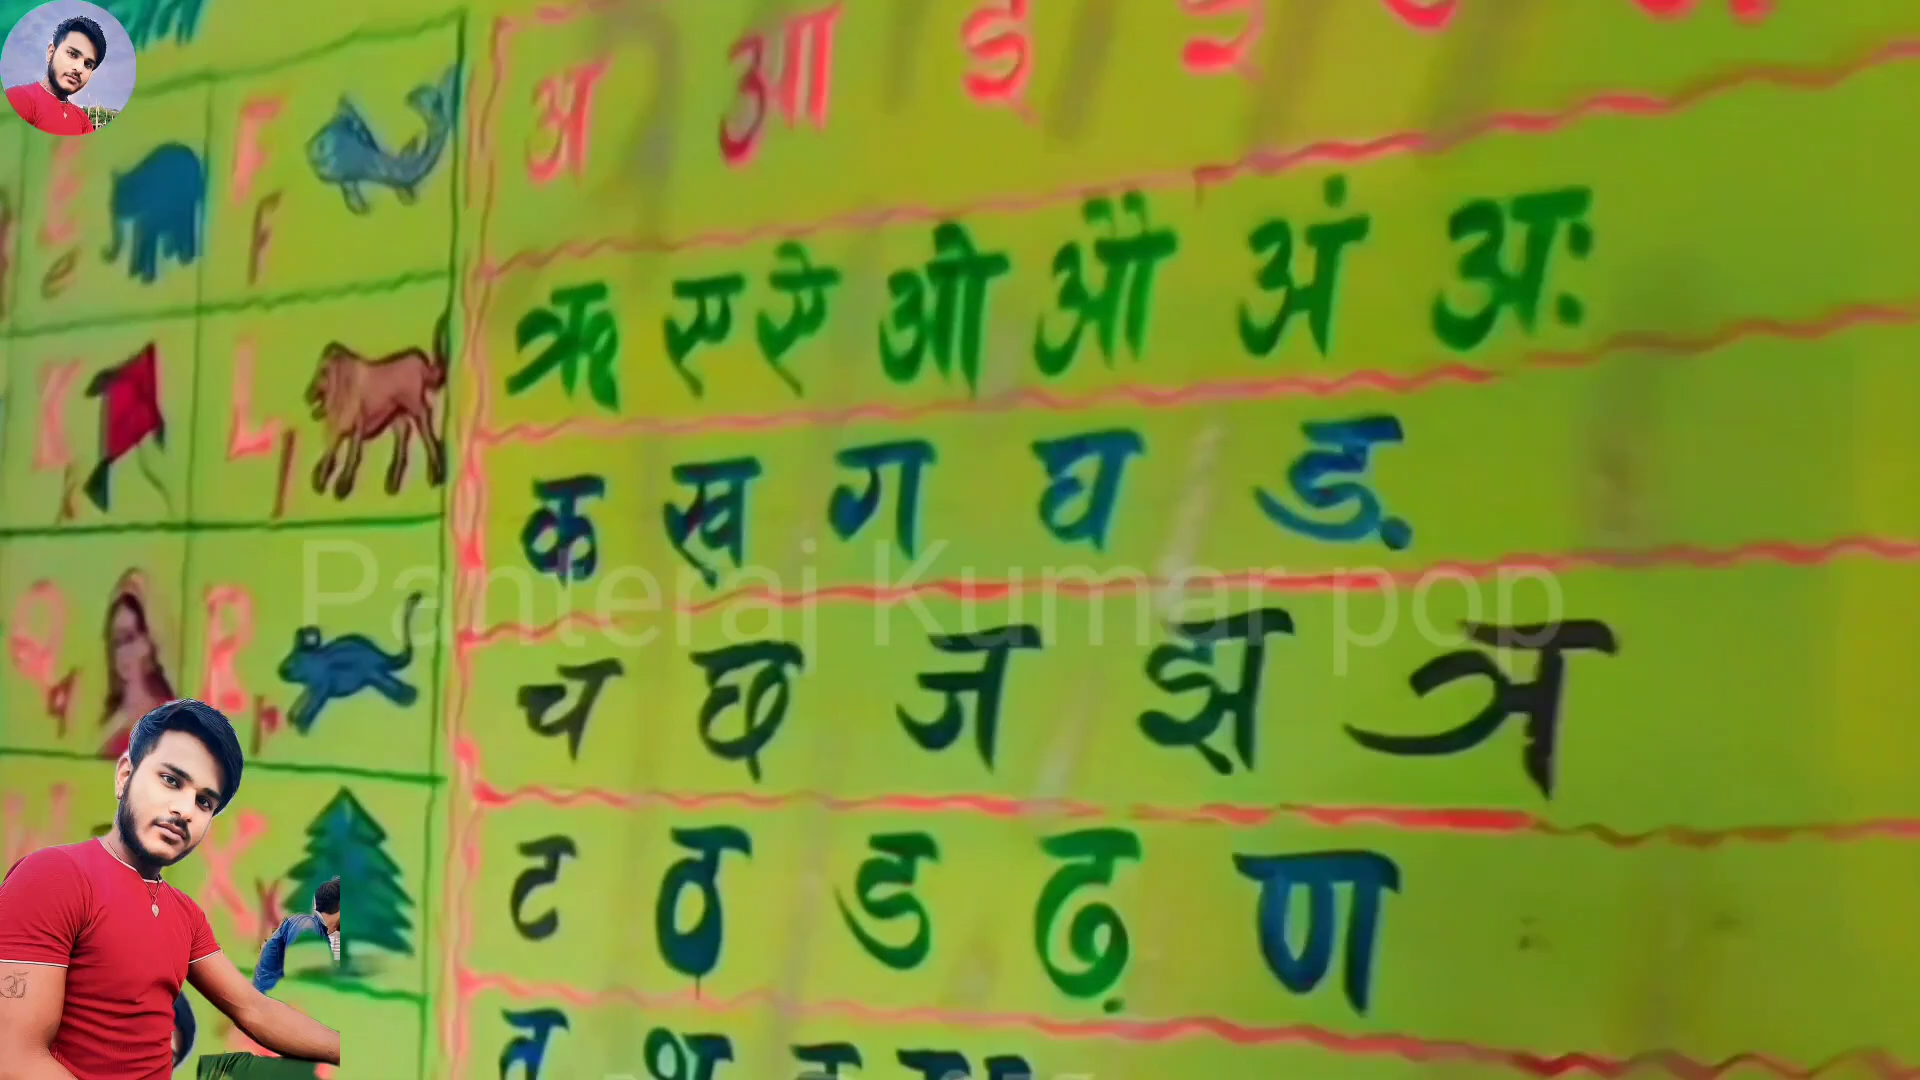 अ आ इ
ऋ ए ऐ ओ औ अं अः
क ख ग घ ङ
च छ ज झ ञ
ट ठ ड ढ़ ण
त थ
E e F f
K k L l
Q q R r
X x
Panteraj Kumar pop